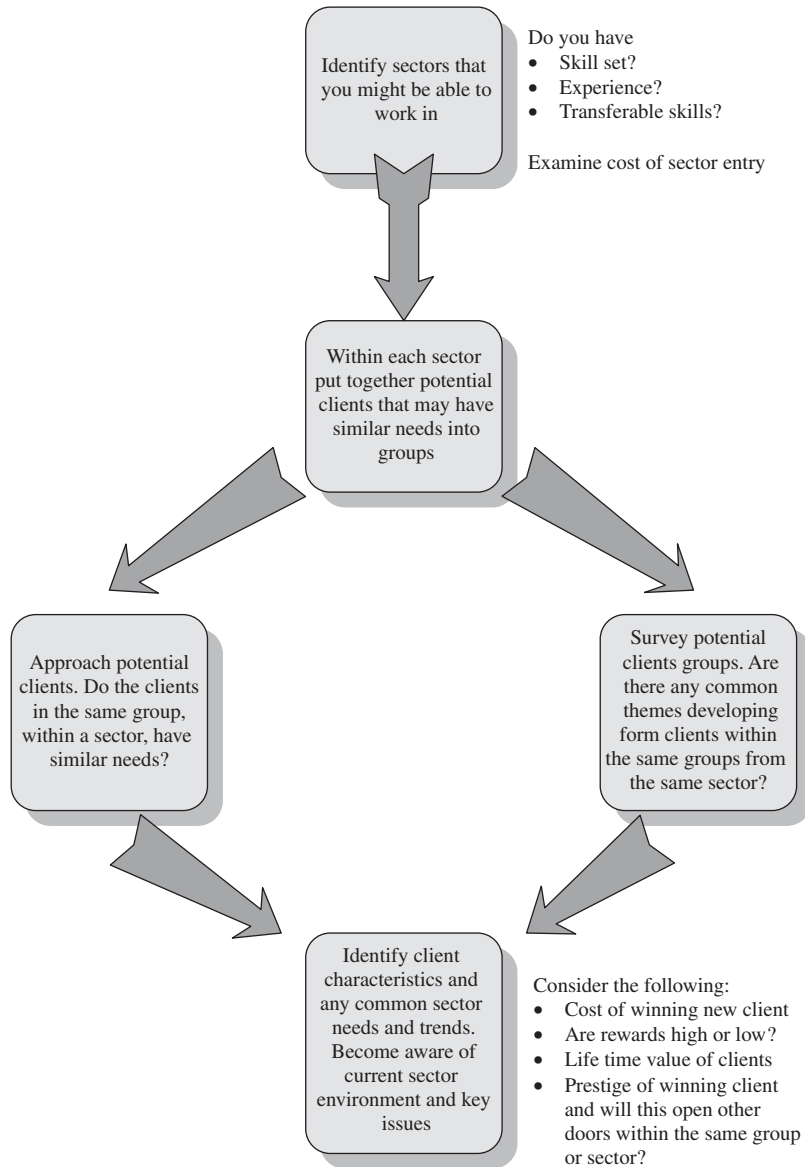 Identify sectors that
you might be able to
work in
Do you have
• Skill set?
• Experience?
• Transferable skills?
Examine cost of sector entry
Within each sector
put together potential
clients that may have
similar needs into
groups
Approach potential
clients. Do the clients
in the same group,
within a sector, have
similar needs?
Survey potential
clients groups. Are
there any common
themes developing
form clients within
the same groups from
the same sector?
Identify client
characteristics and
any common sector
needs and trends.
Become aware of
current sector
environment and key
issues
Consider the following:
• Cost of winning new client
• Are rewards high or low?
• Life time value of clients
• Prestige of winning client
and will this open other
doors within the same group
or sector?